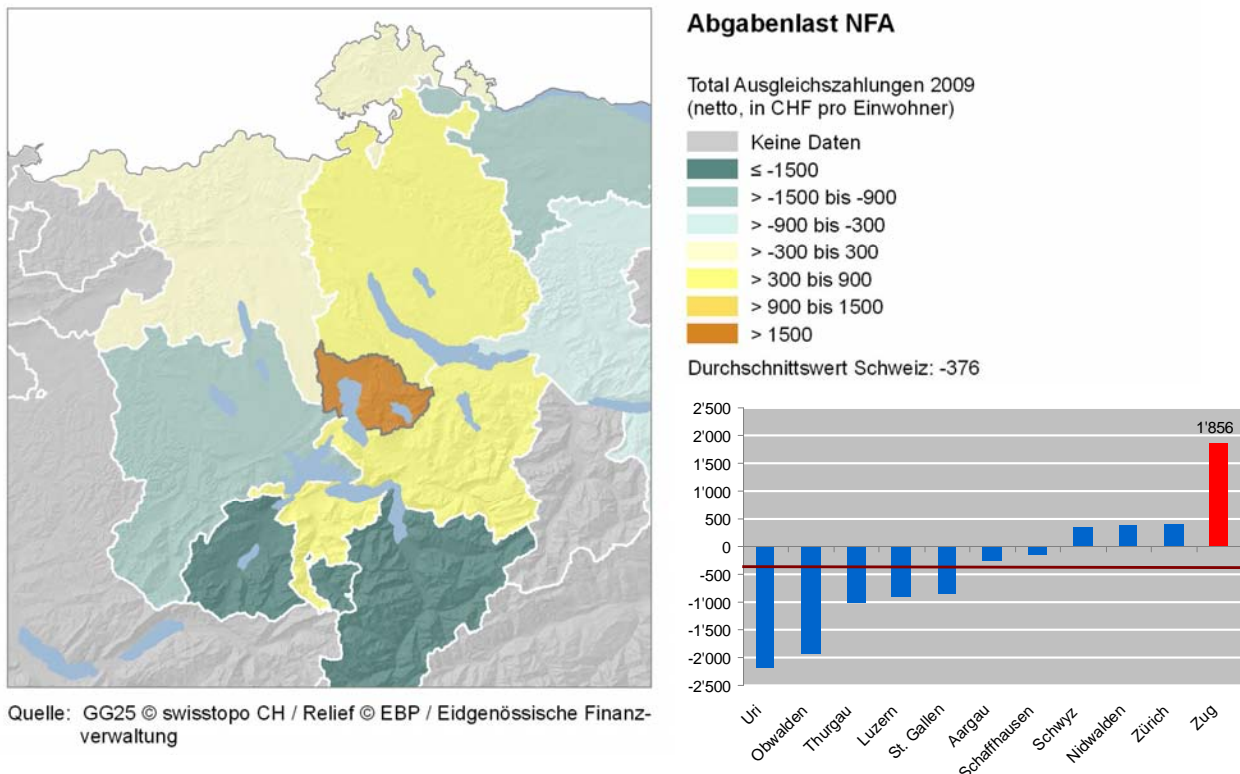 Abgabenlast NFA
Total Ausgleichszahlungen 2009
(netto, in CHF pro Einwohner)
Keine Daten
≤ -1500
> -1500 bis -900
> -900 bis -300
> -300 bis 300
> 300 bis 900
> 900 bis 1500
> 1500
Durchschnittswert Schweiz: -376
2'500
2'000
1'500
1'000
500
0
-500
-1'000
-1'500
-2'000
-2'500
1'856
Uri
Obwalden
Thurgau
Luzern
St. Gallen
Aargau
Schaffhausen
Schwyz
Nidwalden
Zürich
Zug
Quelle: GG25 © swisstopo CH / Relief © EBP / Eidgenössische Finanz-
verwaltung